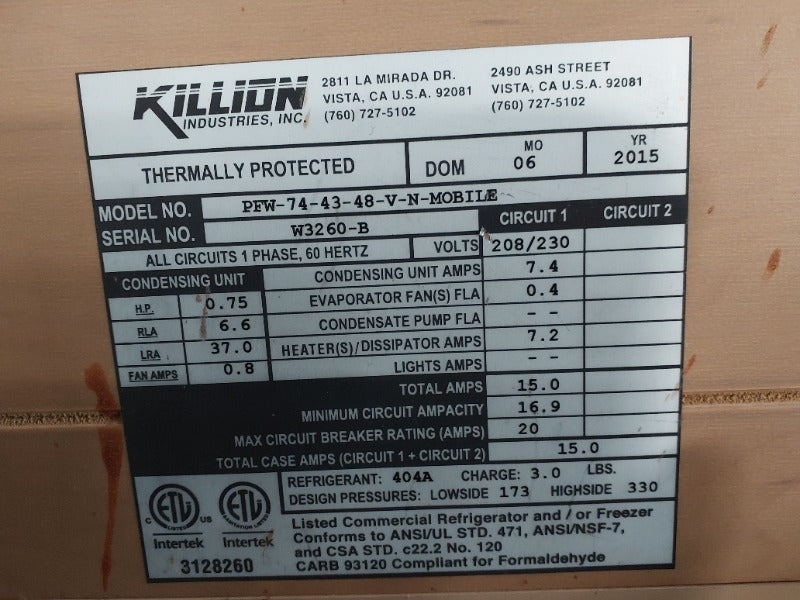 KILLION
INDUSTRIES, INC.
2811 LA MIRADA DR.
VISTA, CA U.S.A. 92081
(760) 727-5102
2490 ASH STREET
VISTA, CA U.S.A. 92081
(760) 727-5102
THERMALLY PROTECTED DOM MO 06 YR 2015
MODEL NO. PFW-74-43-48-V-N-MOBILE
SERIAL NO. W3260-B CIRCUIT 1 CIRCUIT 2
ALL CIRCUITS 1 PHASE, 60 HERTZ VOLTS 208/230
CONDENSING UNIT CONDENSING UNIT AMPS 7.4
H.P. 0.75 EVAPORATOR FAN(S) FLA 0.4
RLA 6.6 CONDENSATE PUMP FLA - -
LRA 37.0 HEATER(S)/DISSIPATOR AMPS 7.2
FAN AMPS 0.8 LIGHTS AMPS - -
TOTAL AMPS 15.0
MINIMUM CIRCUIT AMPACITY 16.9
MAX CIRCUIT BREAKER RATING (AMPS) 20
TOTAL CASE AMPS (CIRCUIT 1 + CIRCUIT 2) 15.0
REFRIGERANT: 404A CHARGE: 3.0 LBS.
DESIGN PRESSURES: LOWSIDE 173 HIGHSIDE 330
C ETL LISTED US
Intertek
ETL SANITATION LISTED
Intertek
3128260
Listed Commercial Refrigerator and / or Freezer
Conforms to ANSI/UL STD. 471, ANSI/NSF-7,
and CSA STD. c22.2 No. 120
CARB 93120 Compliant for Formaldehyde